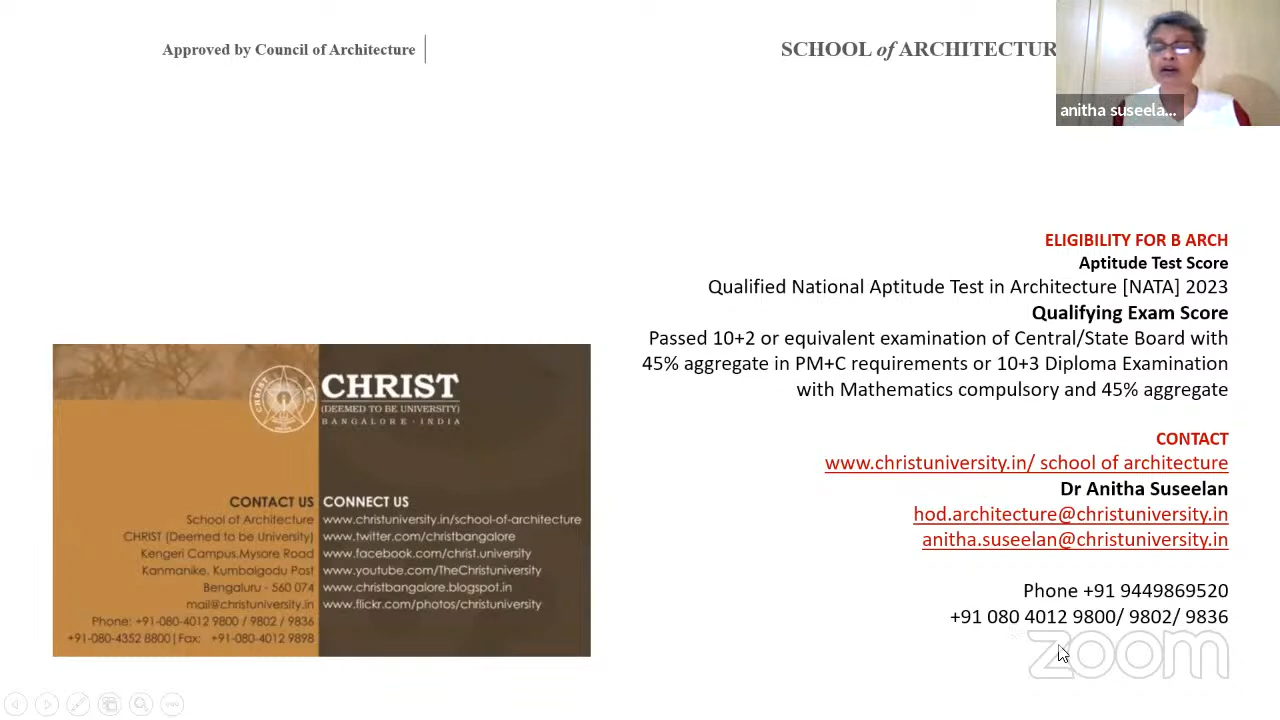 Approved by Council of Architecture
SCHOOL of ARCHITECTUR
anitha suseela...
ELIGIBILITY FOR B ARCH
Aptitude Test Score
Qualified National Aptitude Test in Architecture [NATA] 2023
Qualifying Exam Score
Passed 10+2 or equivalent examination of Central/State Board with
45% aggregate in PM+C requirements or 10+3 Diploma Examination
with Mathematics compulsory and 45% aggregate
CONTACT
www.christuniversity.in/ school of architecture
Dr Anitha Suseelan
hod.architecture@christuniversity.in
anitha.suseelan@christuniversity.in
Phone +91 9449869520
+91 080 4012 9800/ 9802/ 9836
zoom
CHRIST
(DEEMED TO BE UNIVERSITY)
BANGALORE · INDIA
CONTACT US
School of Architecture
CHRIST (Deemed to be University)
Kengeri Campus,Mysore Road
Kanmanike, Kumbalgodu Post
Bengaluru - 560 074
mail@christuniversity.in
Phone: +91-080-4012 9800 / 9802 / 9836
+91-080-4352 8800|Fax: +91-080-4012 9898
CONNECT US
www.christuniversity.in/school-of-architecture
www.twitter.com/christbangalore
www.facebook.com/christ.university
www.youtube.com/TheChristuniversity
www.christbangalore.blogspot.in
www.flickr.com/photos/christuniversity